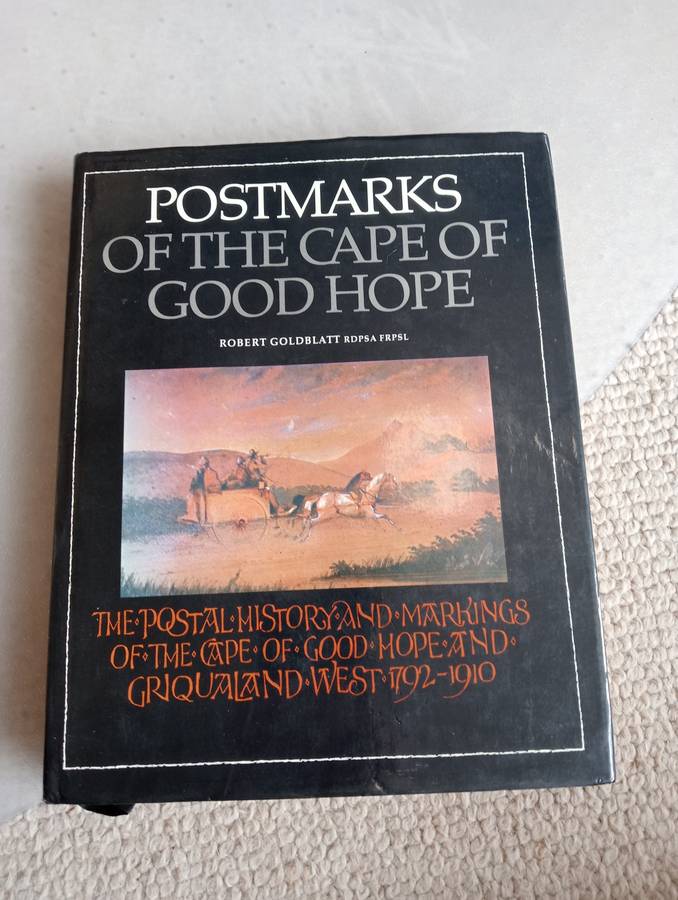 POSTMARKS
OF THE CAPE OF
GOOD HOPE
ROBERT GOLDBLATT RDPSA FRPSL
THE·POSTAL·HISTORY·AND·MARKINGS
OF·THE·CAPE·OF·GOOD·HOPE·AND·
GRIQUALAND·WEST·1792-1910